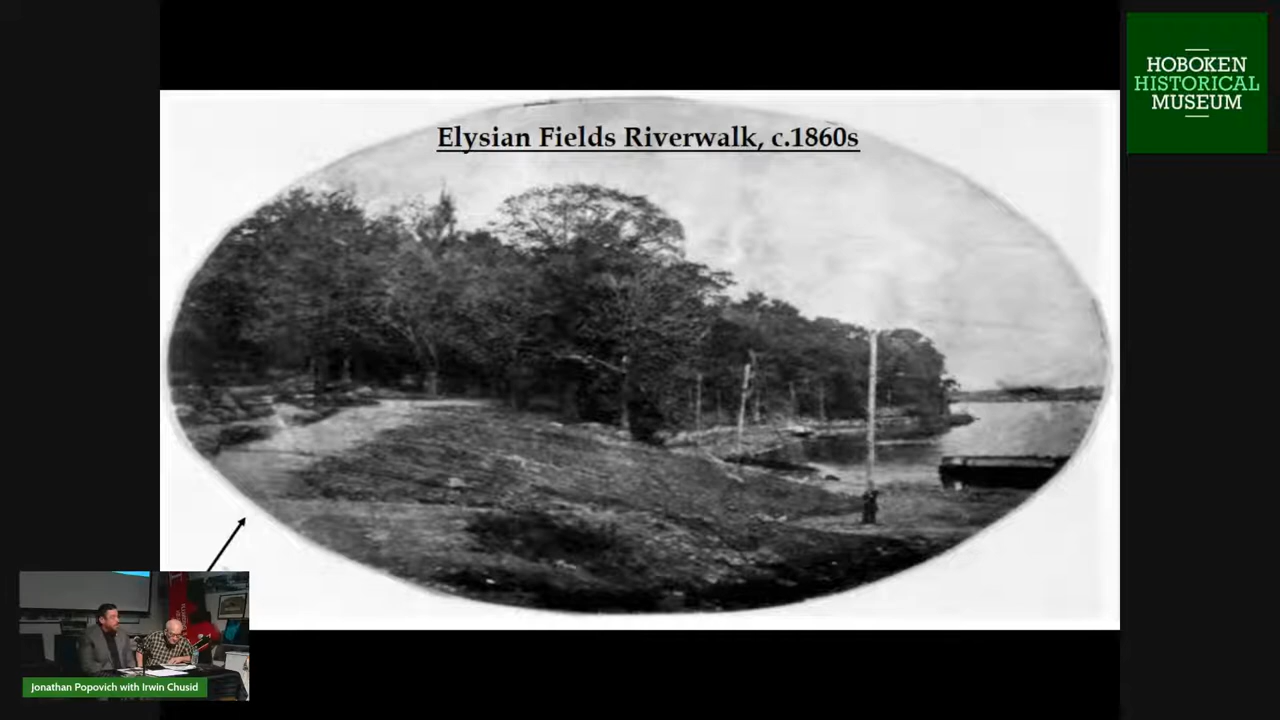 Elysian Fields Riverwalk, c.1860s
HOBOKEN
HISTORICAL
MUSEUM
Jonathan Popovich with Irwin Chusid